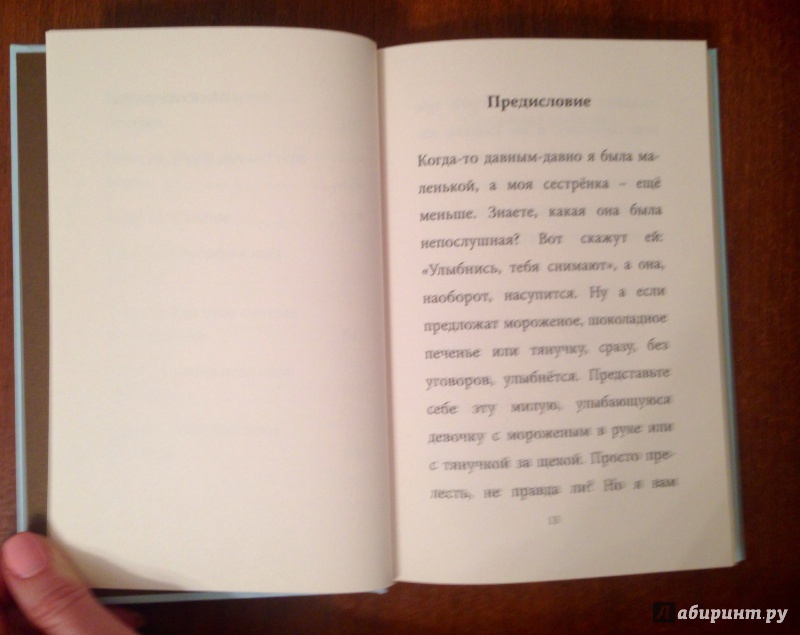 Предисловие
Когда-то давным-давно я была ма-
ленькой, а моя сестрёнка – ещё
меньше. Знаете, какая она была
непослушная? Вот скажут ей:
«Улыбнись, тебя снимают», а она,
наоборот, насупится. Ну а если
предложат мороженое, шоколадное
печенье или тянучку, сразу, без
уговоров, улыбнётся. Представьте
себе эту милую, улыбающуюся
девочку с мороженым в руке или
с тянучкой за щекой. Просто пре-
лесть, не правда ли? Но я вам
Лабиринт.ру